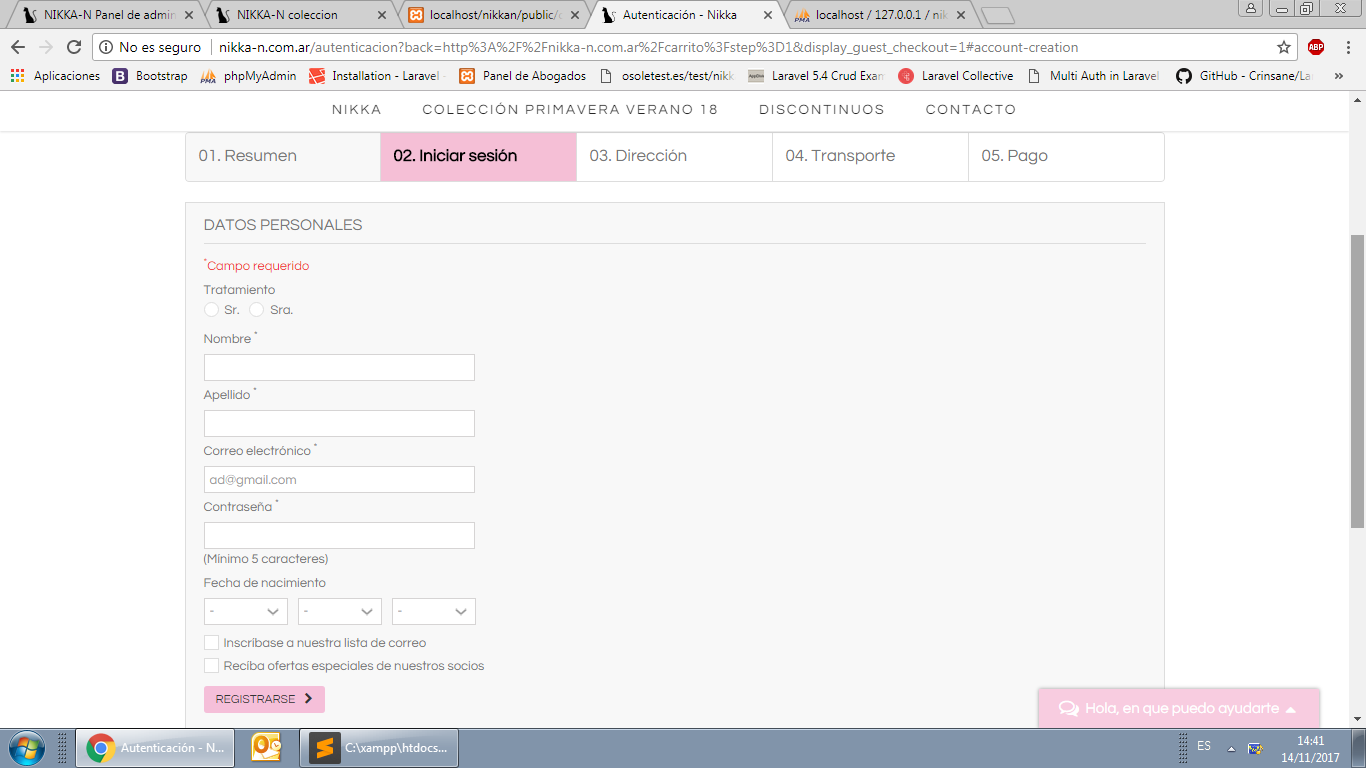 NIKKA-N Panel de admin
NIKKA-N coleccion
localhost/nikkan/public/
Autenticación - Nikka
localhost / 127.0.0.1 / nik
No es seguro
nikka-n.com.ar/autenticacion?back=http%3A%2F%2Fnikka-n.com.ar%2Fcarrito%3Fstep%3D1&display_guest_checkout=1#account-creation
ABP
Aplicaciones
Bootstrap
phpMyAdmin
Installation - Laravel
Panel de Abogados
osoletest.es/test/nikk
Laravel 5.4 Crud Exam
Laravel Collective
Multi Auth in Laravel
GitHub - Crinsane/La
»
NIKKA
COLECCIÓN PRIMAVERA VERANO 18
DISCONTINUOS
CONTACTO
01. Resumen
02. Iniciar sesión
03. Dirección
04. Transporte
05. Pago
DATOS PERSONALES
*Campo requerido
Tratamiento
Sr. Sra.
Nombre *
Apellido *
Correo electrónico *
ad@gmail.com
Contraseña *
(Mínimo 5 caracteres)
Fecha de nacimiento
- - -
Inscríbase a nuestra lista de correo
Reciba ofertas especiales de nuestros socios
REGISTRARSE
Hola, en que puedo ayudarte
Autenticación - N...
C:\xampp\htdocs...
ES
14:41
14/11/2017